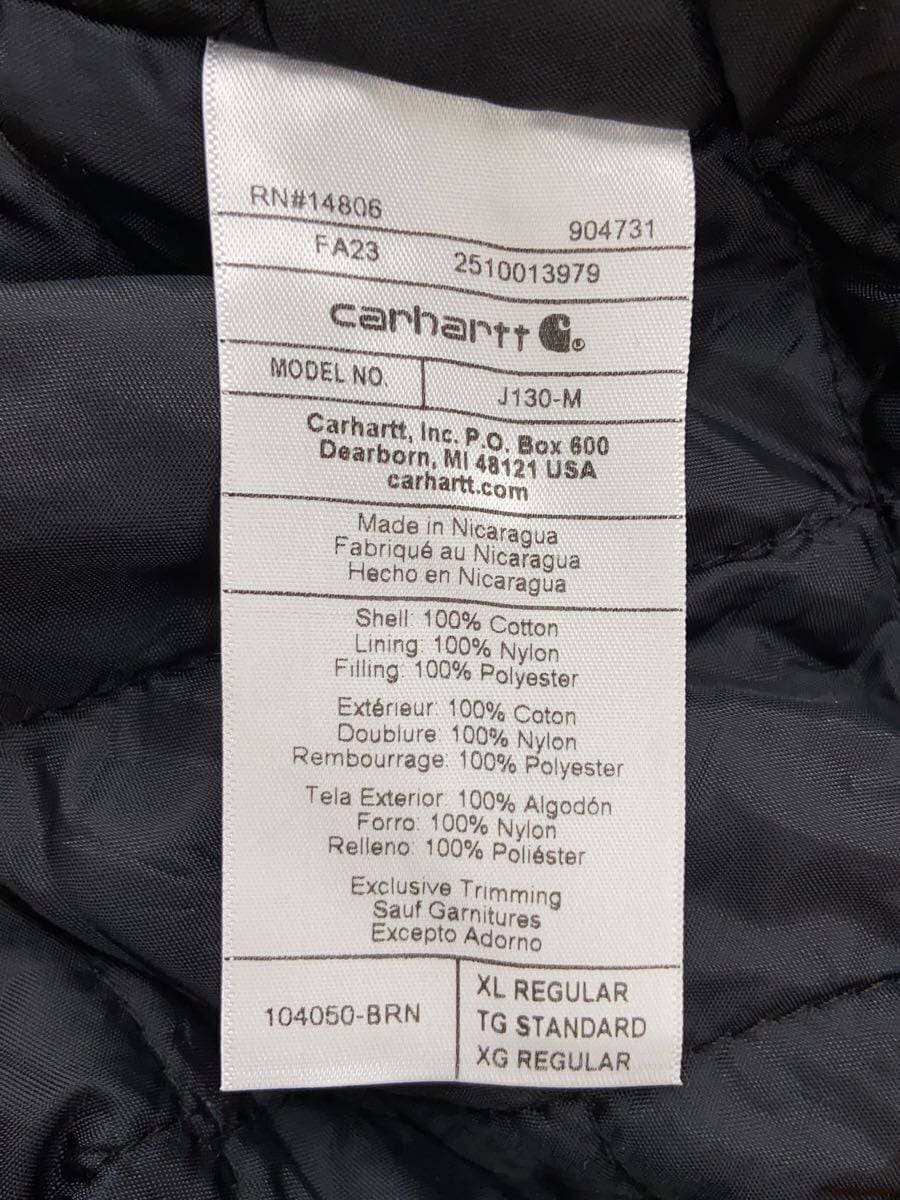 RN#14806 904731
FA23 2510013979
carhartt ®
MODEL NO. J130-M
Carhartt, Inc. P.O. Box 600
Dearborn, MI 48121 USA
carhartt.com
Made in Nicaragua
Fabriqué au Nicaragua
Hecho en Nicaragua
Shell: 100% Cotton
Lining: 100% Nylon
Filling: 100% Polyester
Extérieur: 100% Coton
Doublure: 100% Nylon
Rembourrage: 100% Polyester
Tela Exterior: 100% Algodón
Forro: 100% Nylon
Relleno: 100% Poliéster
Exclusive Trimming
Sauf Garnitures
Excepto Adorno
104050-BRN
XL REGULAR
TG STANDARD
XG REGULAR